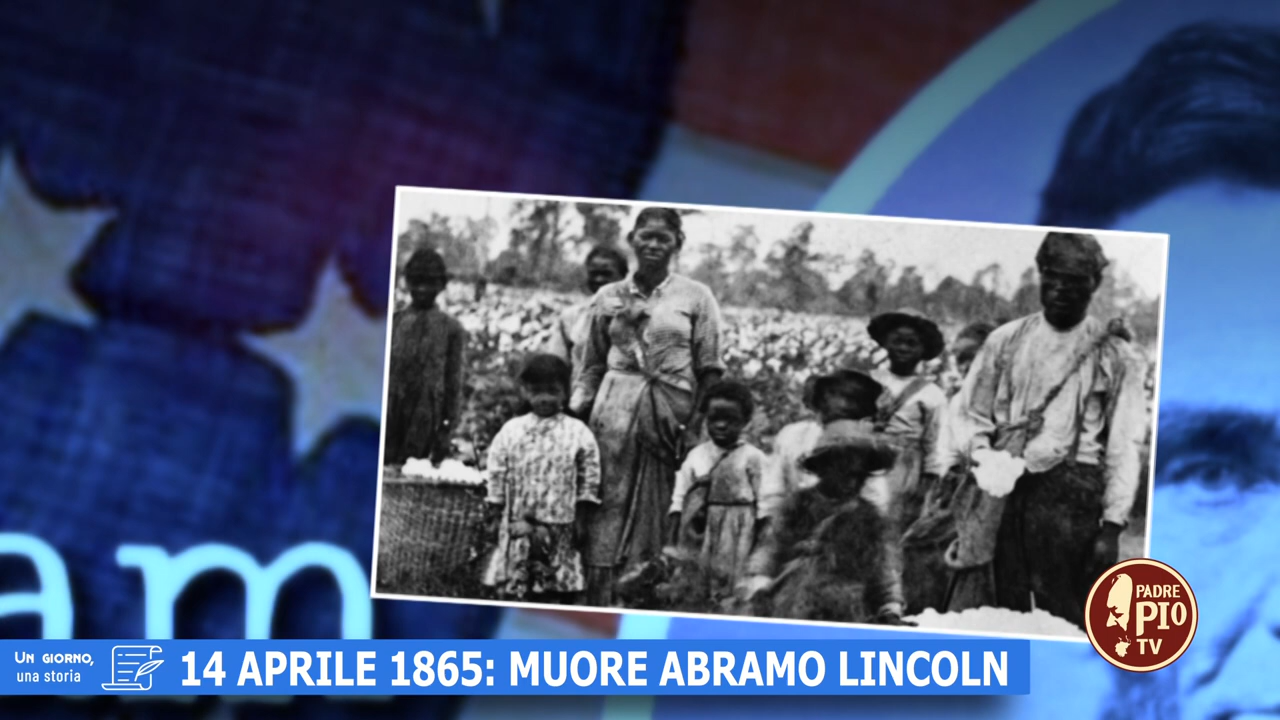 am
Un giorno,
una storia
14 APRILE 1865: MUORE ABRAMO LINCOLN
PADRE
PIO
TV